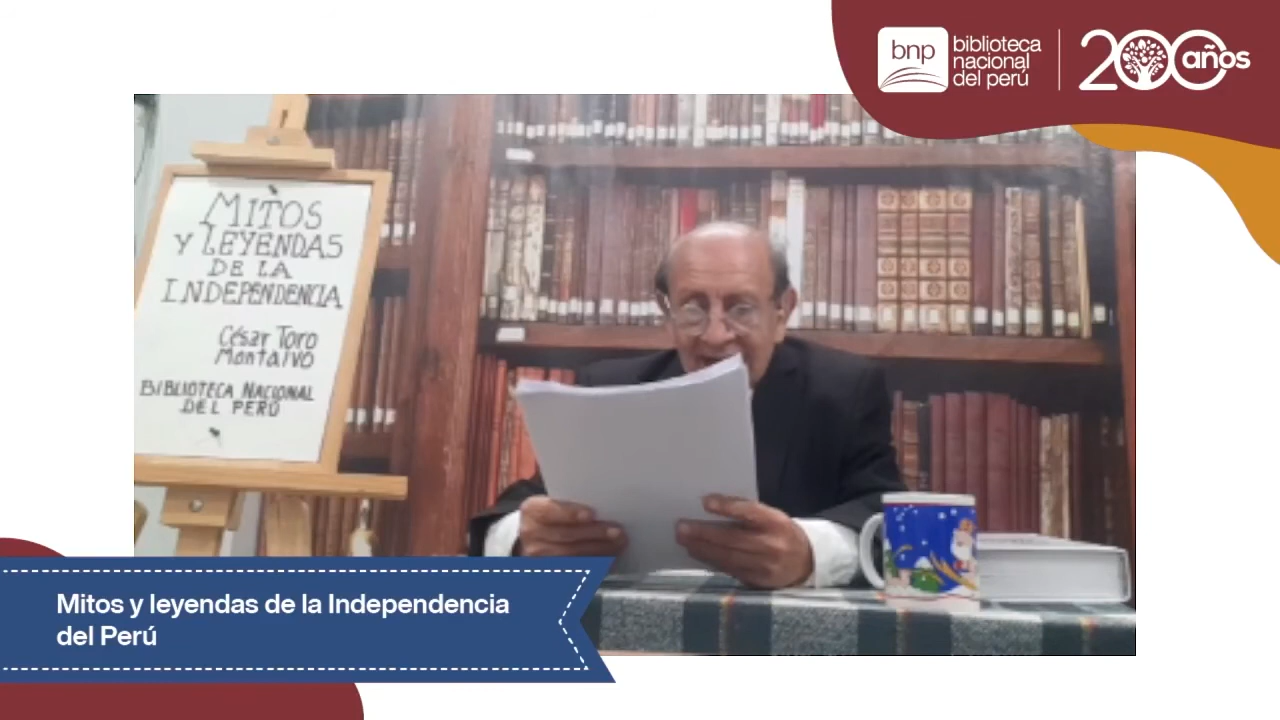 bnp
biblioteca
nacional
del perú
200 años
MITOS
Y LEYENDAS
DE LA
INDEPENDENCIA
César Toro
Montalvo
BIBLIOTECA NACIONAL
DEL PERÚ
Mitos y leyendas de la Independencia
del Perú